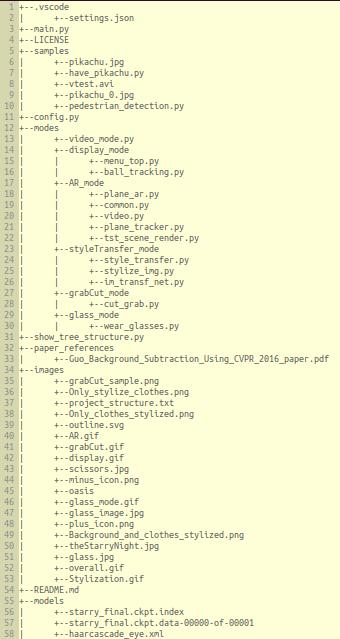 1 +--.vscode
2 |      +--settings.json
3 +--main.py
4 +--LICENSE
5 +--samples
6 |      +--pikachu.jpg
7 |      +--have_pikachu.py
8 |      +--vtest.avi
9 |      +--pikachu_0.jpg
10 |      +--pedestrian_detection.py
11 +--config.py
12 +--modes
13 |      +--video_mode.py
14 |      +--display_mode
15 |      |      +--menu_top.py
16 |      |      +--ball_tracking.py
17 |      +--AR_mode
18 |      |      +--plane_ar.py
19 |      |      +--common.py
20 |      |      +--video.py
21 |      |      +--plane_tracker.py
22 |      |      +--tst_scene_render.py
23 |      +--styleTransfer_mode
24 |      |      +--style_transfer.py
25 |      |      +--stylize_img.py
26 |      |      +--im_transf_net.py
27 |      +--grabCut_mode
28 |      |      +--cut_grab.py
29 |      +--glass_mode
30 |      |      +--wear_glasses.py
31 +--show_tree_structure.py
32 +--paper_references
33 |      +--Guo_Background_Subtraction_Using_CVPR_2016_paper.pdf
34 +--images
35 |      +--grabCut_sample.png
36 |      +--Only_stylize_clothes.png
37 |      +--project_structure.txt
38 |      +--Only_clothes_stylized.png
39 |      +--outline.svg
40 |      +--AR.gif
41 |      +--grabCut.gif
42 |      +--display.gif
43 |      +--scissors.jpg
44 |      +--minus_icon.png
45 |      +--oasis
46 |      +--glass_mode.gif
47 |      +--glass_image.jpg
48 |      +--plus_icon.png
49 |      +--Background_and_clothes_stylized.png
50 |      +--theStarryNight.jpg
51 |      +--glass.jpg
52 |      +--overall.gif
53 |      +--Stylization.gif
54 +--README.md
55 +--models
56 |      +--starry_final.ckpt.index
57 |      +--starry_final.ckpt.data-00000-of-00001
58 |      +--haarcascade_eye.xml